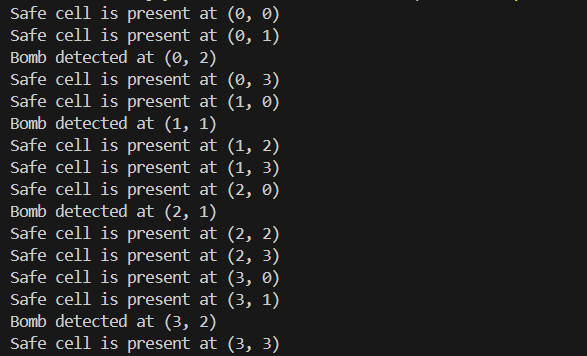 Safe cell is present at (0, 0)
Safe cell is present at (0, 1)
Bomb detected at (0, 2)
Safe cell is present at (0, 3)
Safe cell is present at (1, 0)
Bomb detected at (1, 1)
Safe cell is present at (1, 2)
Safe cell is present at (1, 3)
Safe cell is present at (2, 0)
Bomb detected at (2, 1)
Safe cell is present at (2, 2)
Safe cell is present at (2, 3)
Safe cell is present at (3, 0)
Safe cell is present at (3, 1)
Bomb detected at (3, 2)
Safe cell is present at (3, 3)